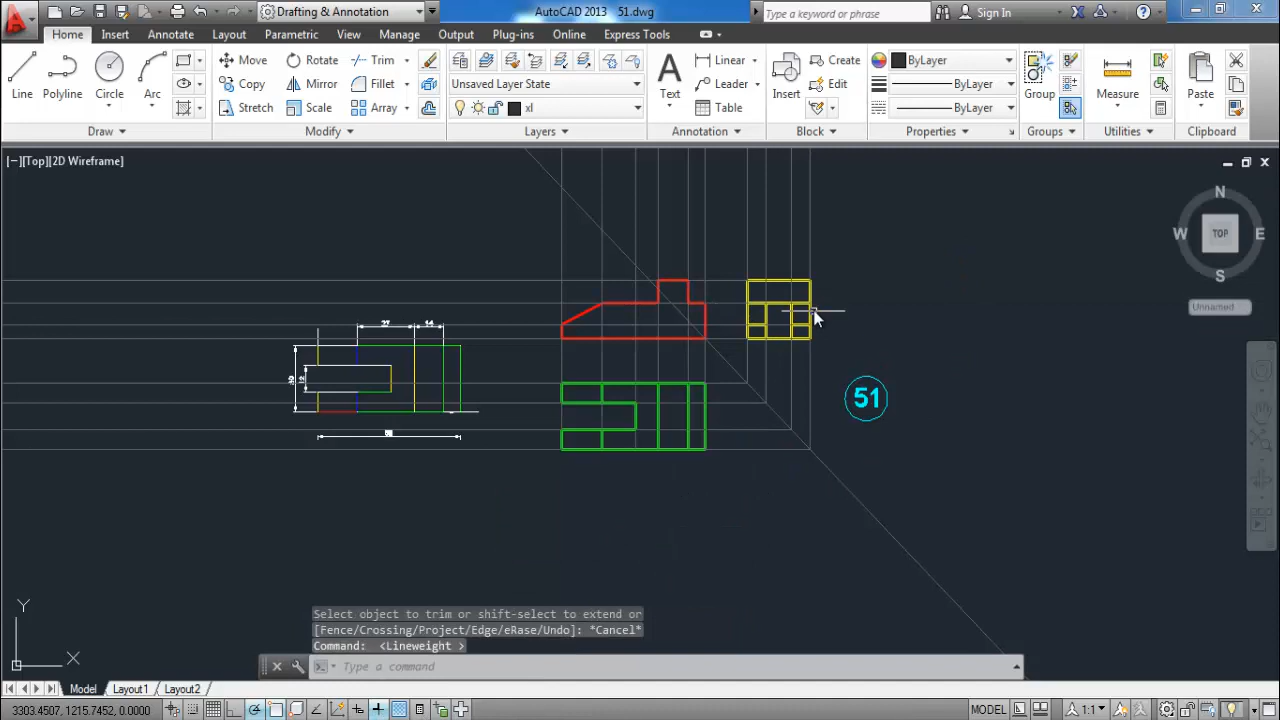 Drafting & Annotation
AutoCAD 2013 51.dwg
Type a keyword or phrase
Sign In
Home Insert Annotate Layout Parametric View Manage Output Plug-ins Online Express Tools
Line
Polyline
Circle
Arc
Move
Rotate
Trim
Copy
Mirror
Fillet
Stretch
Scale
Array
Unsaved Layer State
xl
Text
Linear
Leader
Table
Insert
Create
Edit
ByLayer
ByLayer
ByLayer
Group
Measure
Paste
Draw
Modify
Layers
Annotation
Block
Properties
Groups
Utilities
Clipboard
[−][Top][2D Wireframe]
N
W
TOP
E
S
Unnamed
27
14
12
51
Y
X
Select object to trim or shift-select to extend or
[Fence/Crossing/Project/Edge/eRase/Undo]: *Cancel*
Command: <Lineweight >
Type a command
Model Layout1 Layout2
3303.4507, 1215.7452, 0.0000
MODEL
1:1